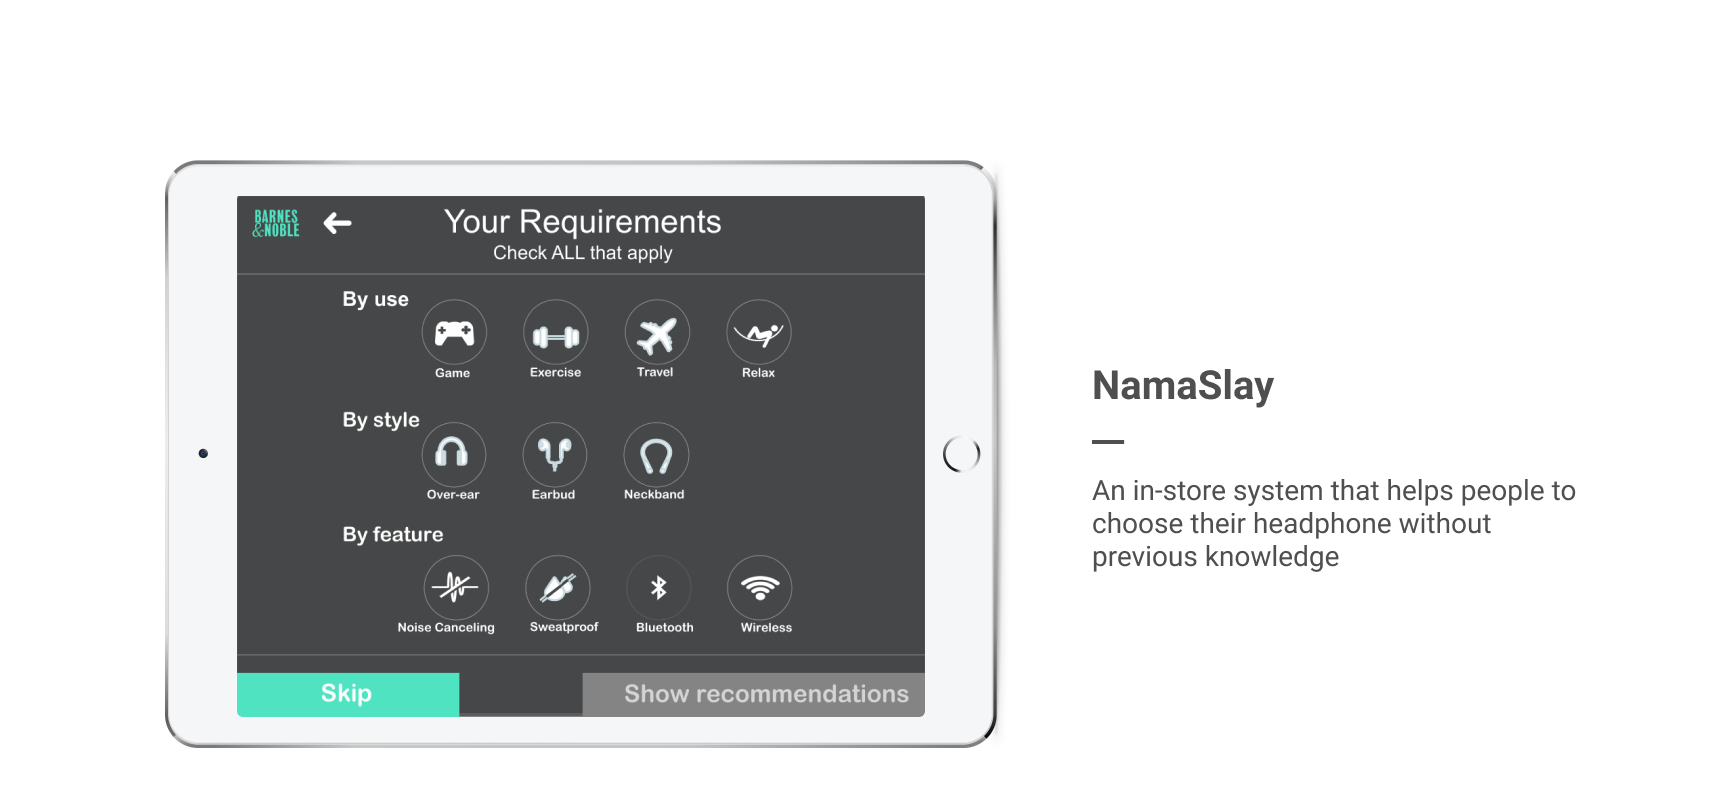 BARNES
&NOBLE
Your Requirements
Check ALL that apply
By use
Game
Exercise
Travel
Relax
By style
Over-ear
Earbud
Neckband
By feature
Noise Canceling
Sweatproof
Bluetooth
Wireless
Skip
Show recommendations
NamaSlay
An in-store system that helps people to
choose their headphone without
previous knowledge